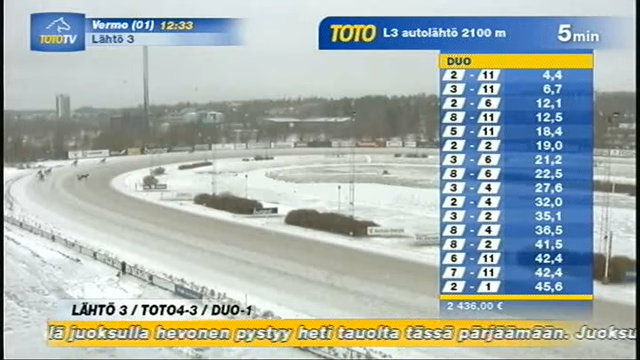 TOTOTV
Vermo (01) 12:33
Lähtö 3
TOTO L3 autolähtö 2100 m 5min
DUO
2 - 11 4,4
3 - 11 6,7
2 - 6 12,1
8 - 11 12,5
5 - 11 18,4
2 - 2 19,0
3 - 6 21,2
8 - 6 22,5
3 - 4 27,6
2 - 4 32,0
3 - 2 35,1
8 - 4 36,5
8 - 2 41,5
6 - 11 42,4
7 - 11 42,4
2 - 1 45,6
2 436,00 €
LÄHTÖ 3 / TOTO4-3 / DUO-1
lä juoksulla hevonen pystyy heti tauolta tässä pärjäämään. Juoksu